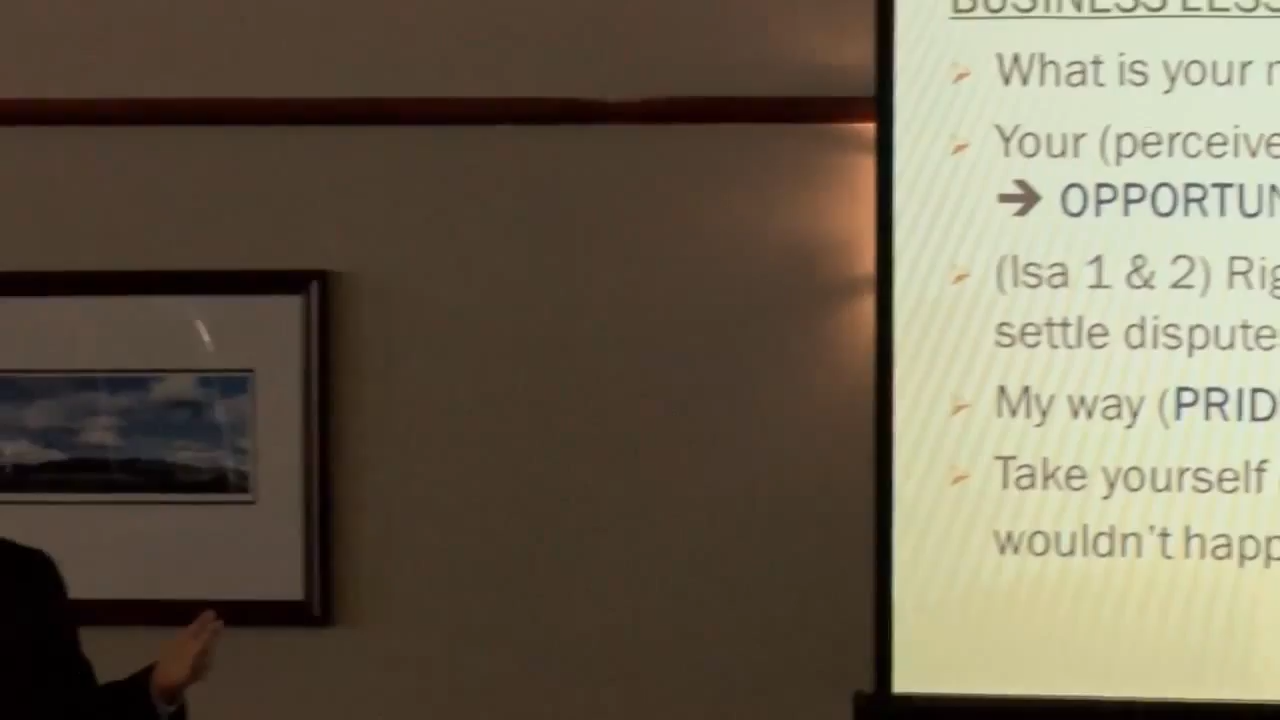 BUSINESS LESS
What is your
Your (perceive
➔ OPPORTUN
(Isa 1 & 2) Rig
settle dispute
My way (PRID
Take yourself
wouldn't happ